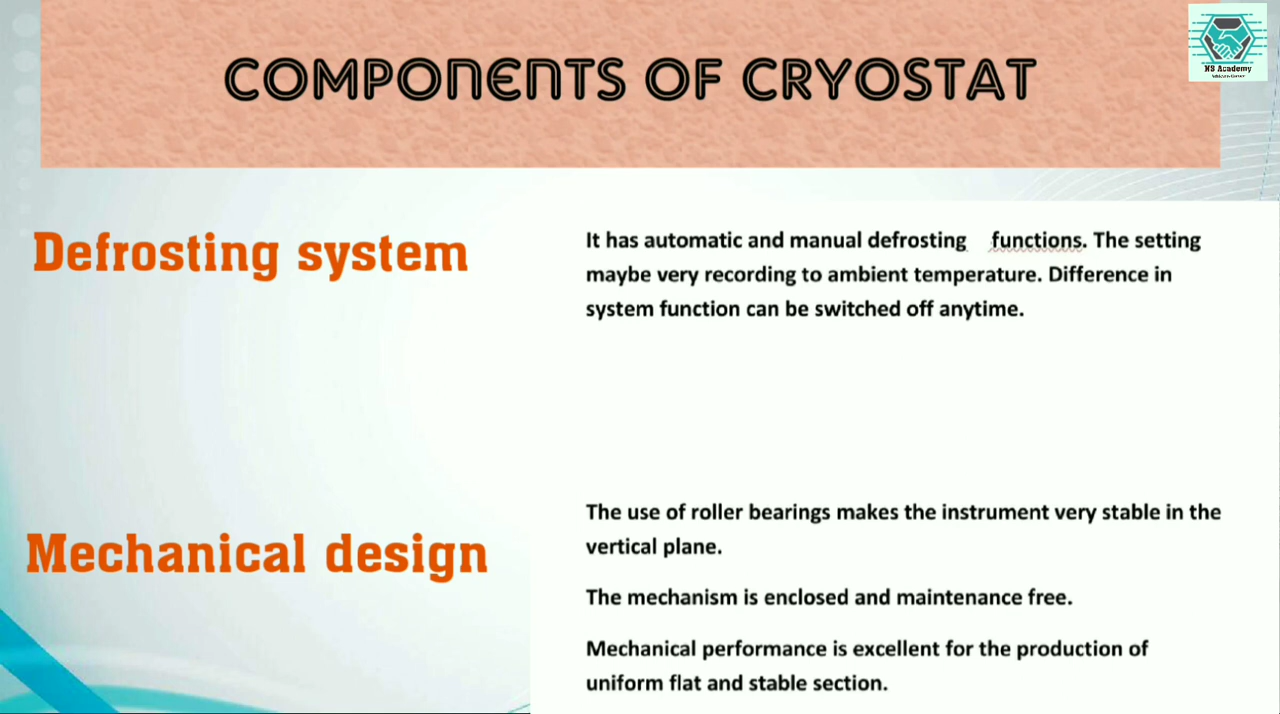 COMPONENTS OF CRYOSTAT
NS Academy
Defrosting system
It has automatic and manual defrosting functions. The setting
maybe very recording to ambient temperature. Difference in
system function can be switched off anytime.
Mechanical design
The use of roller bearings makes the instrument very stable in the
vertical plane.
The mechanism is enclosed and maintenance free.
Mechanical performance is excellent for the production of
uniform flat and stable section.